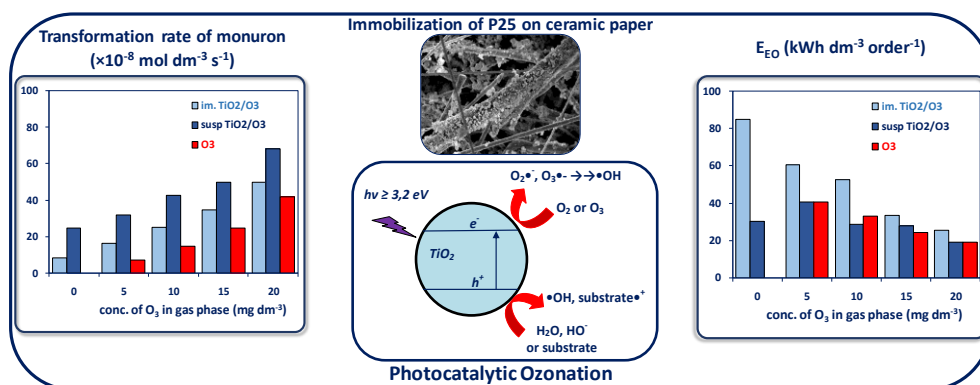 Immobilization of P25 on ceramic paper
Transformation rate of monuron
(×10⁻⁸ mol dm⁻³ s⁻¹)
100
80
60
40
20
0
im. TiO2/O3
susp TiO2/O3
O3
0 5 10 15 20
conc. of O₃ in gas phase (mg dm⁻³)
O₂•⁻, O₃•- →→•OH
hν ≥ 3,2 eV
O₂ or O₃
e⁻
TiO₂
h⁺
•OH, substrate•⁺
H₂O, HO⁻
or substrate
Photocatalytic Ozonation
E_EO (kWh dm⁻³ order⁻¹)
100
80
60
40
20
0
im. TiO2/O3
susp TiO2/O3
O3
0 5 10 15 20
conc. of O₃ in gas phase (mg dm⁻³)